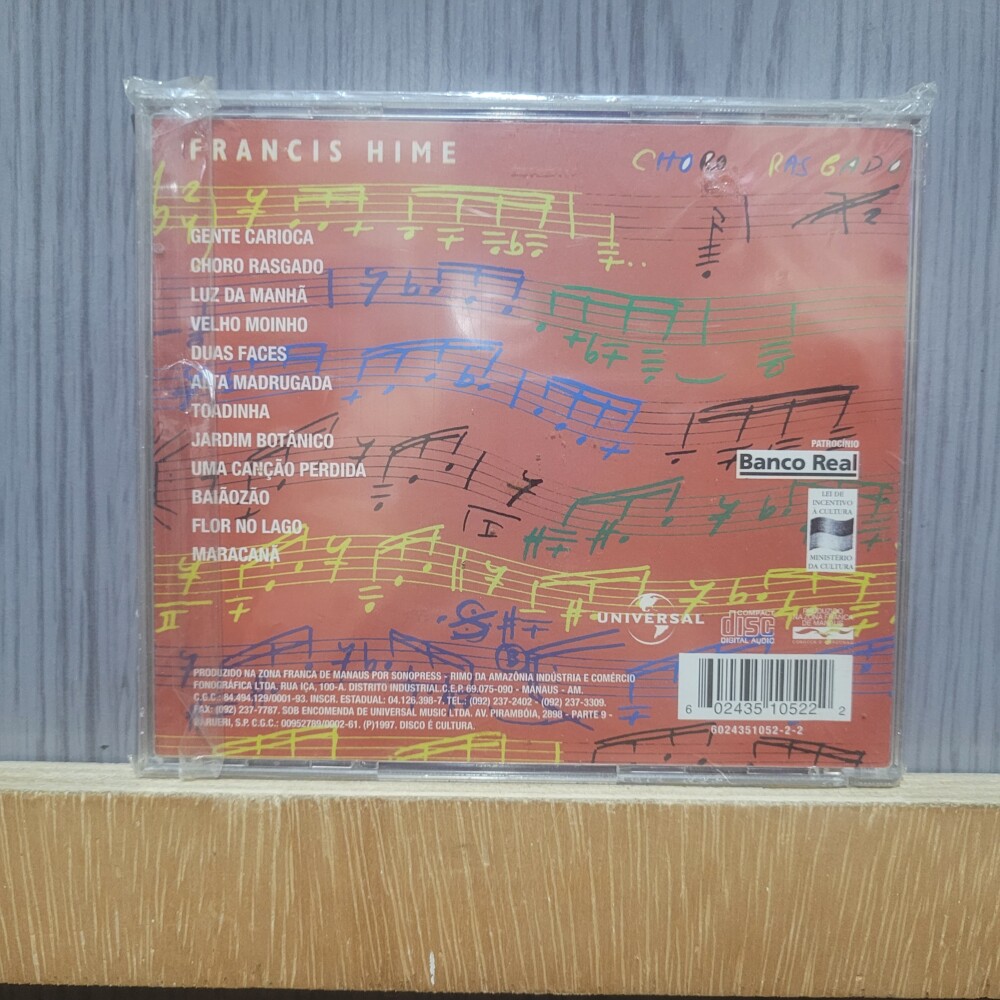 FRANCIS HIME
CHORO RASGADO
GENTE CARIOCA
CHORO RASGADO
LUZ DA MANHÃ
VELHO MOINHO
DUAS FACES
ALTA MADRUGADA
TOADINHA
JARDIM BOTÂNICO
UMA CANÇÃO PERDIDA
BAIÃOZÃO
FLOR NO LAGO
MARACANÃ
PATROCÍNIO
Banco Real
LEI DE
INCENTIVO
À CULTURA
MINISTÉRIO
DA CULTURA
UNIVERSAL
COMPACT
disc
DIGITAL AUDIO
PRODUZIDO
NA ZONA FRANCA
DE MANAUS
PRODUZIDO NA ZONA FRANCA DE MANAUS POR SONOPRESS - RIMO DA AMAZÔNIA INDÚSTRIA E COMÉRCIO
FONOGRÁFICA LTDA. RUA IÇA, 100-A. DISTRITO INDUSTRIAL.C.E.P. 69.075-090 - MANAUS - AM.
C.G.C.: 84.494.129/0001-93. INSCR. ESTADUAL: 04.126.398-7. TEL.: (092) 237-2402 - (092) 237-3309.
FAX: (092) 237-7787. SOB ENCOMENDA DE UNIVERSAL MUSIC LTDA. AV. PIRAMBÓIA, 2898 - PARTE 9 -
BARUERI, S.P. C.G.C.: 00952789/0002-61. (P)1997. DISCO É CULTURA.
6 02435 10522 2
6024351052-2-2